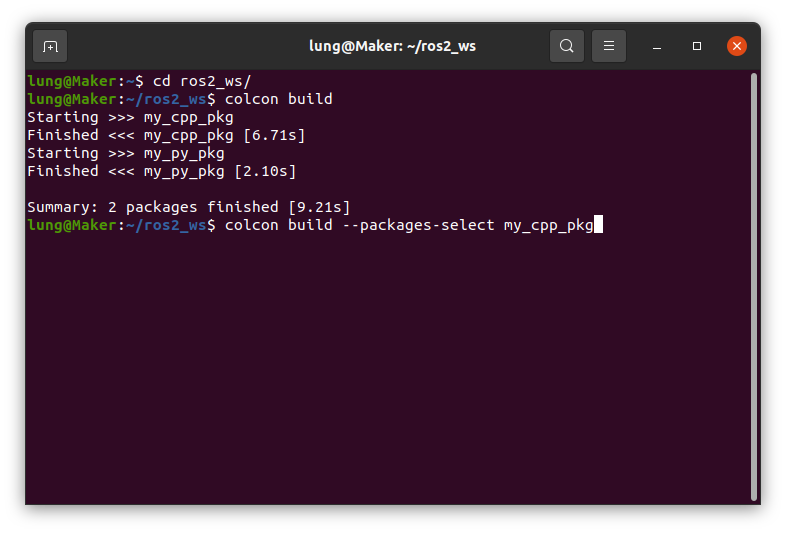 lung@Maker: ~/ros2_ws
lung@Maker:~$ cd ros2_ws/
lung@Maker:~/ros2_ws$ colcon build
Starting >>> my_cpp_pkg
Finished <<< my_cpp_pkg [6.71s]
Starting >>> my_py_pkg
Finished <<< my_py_pkg [2.10s]
Summary: 2 packages finished [9.21s]
lung@Maker:~/ros2_ws$ colcon build --packages-select my_cpp_pkg